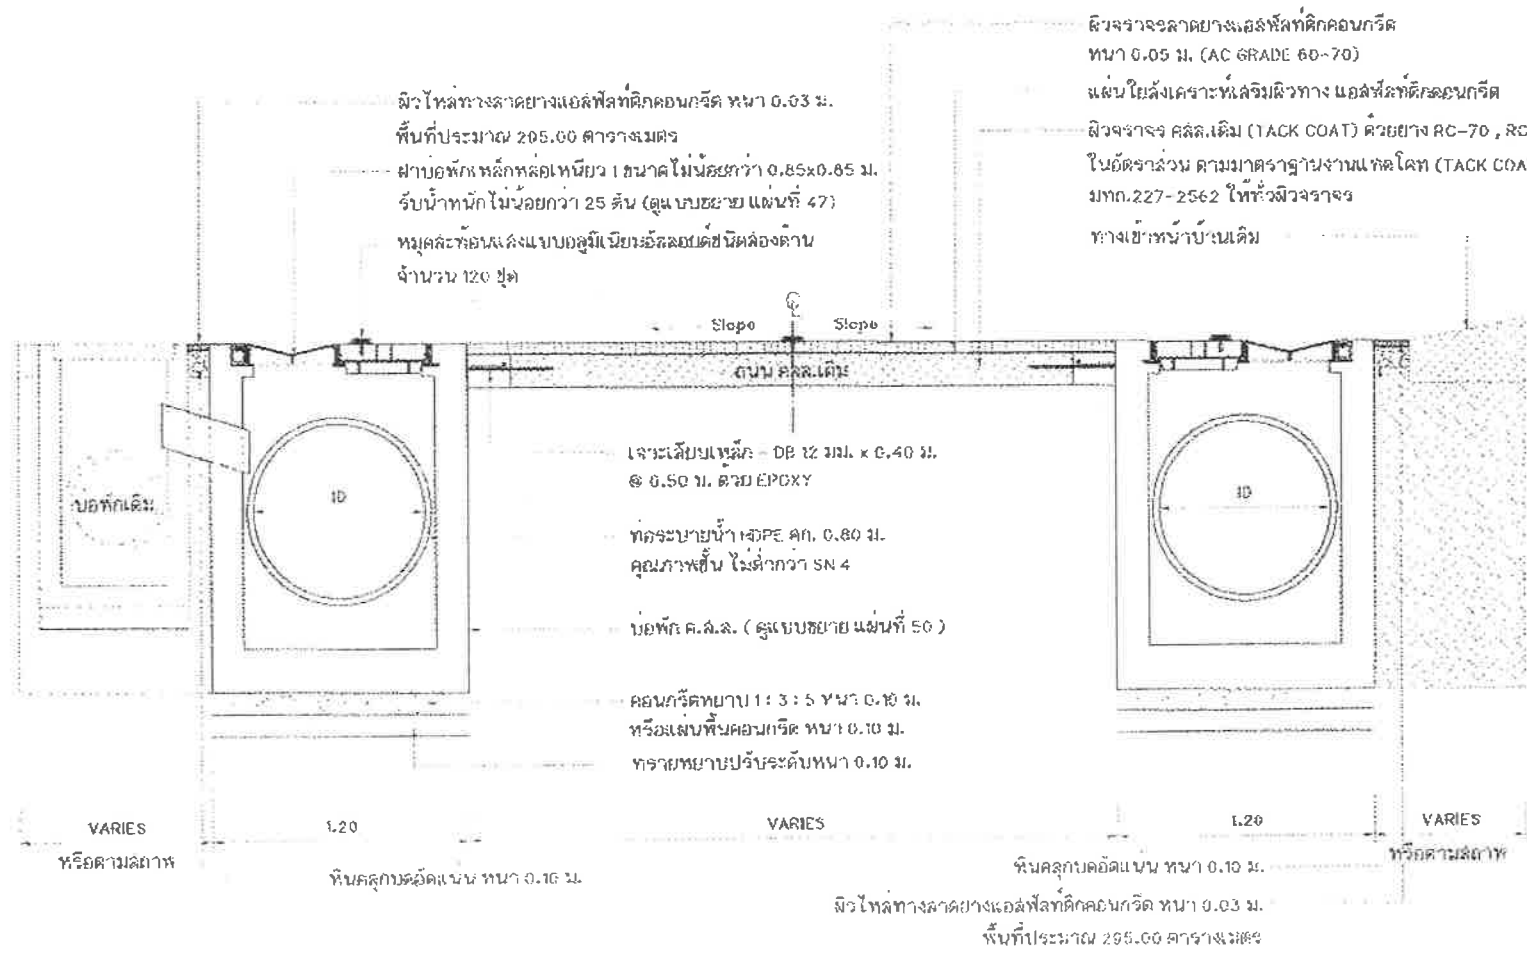 ผิวจราจรลาดยางแอสฟัลท์ติกคอนกรีต
หนา 0.05 ม. (AC GRADE 60-70)
แผ่นใยสังเคราะห์เสริมผิวทาง แอสฟัลท์ติกคอนกรีต
ผิวจราจร คสล.เดิม (TACK COAT) ด้วยยาง RC-70 , RC
ในอัตราส่วน ตามมาตราฐานงานแทคโคท (TACK COA
มทถ.227-2562 ให้ทั่วผิวจราจร
ทางเข้าหน้าบ้านเดิม
ผิวไหล่ทางลาดยางแอสฟัลท์ติกคอนกรีต หนา 0.03 ม.
พื้นที่ประมาณ 295.00 ตารางเมตร
ฝาบ่อพักเหล็กหล่อเหนียว 1 ขนาดไม่น้อยกว่า 0.85x0.85 ม.
รับน้ำหนักไม่น้อยกว่า 25 ตัน (ดูแบบขยาย แผ่นที่ 47)
หมุดสะท้อนแสงแบบอลูมิเนียมอัลลอยด์ชนิดสองด้าน
จำนวน 120 ชุด
Slope
Slope
ถนน คสล.เดิม
เจาะเสียบเหล็ก - DB 12 มม. x 0.40 ม.
@ 0.50 ม. ด้วย EPOXY
บ่อพักเดิม
ID
ID
ท่อระบายน้ำ HDPE ศก. 0.80 ม.
คุณภาพชั้น ไม่ต่ำกว่า SN 4
บ่อพัก ค.ส.ล. ( ดูแบบขยาย แผ่นที่ 50 )
คอนกรีตหยาบ 1 : 3 : 5 หนา 0.10 ม.
หรือแผ่นพื้นคอนกรีต หนา 0.10 ม.
ทรายหยาบปรับระดับหนา 0.10 ม.
VARIES
1.20
VARIES
1.20
VARIES
หรือตามสภาพ
หรือตามสภาพ
หินคลุกบดอัดแน่น หนา 0.10 ม.
หินคลุกบดอัดแน่น หนา 0.10 ม.
ผิวไหล่ทางลาดยางแอสฟัลท์ติกคอนกรีต หนา 0.03 ม.
พื้นที่ประมาณ 295.00 ตารางเมตร